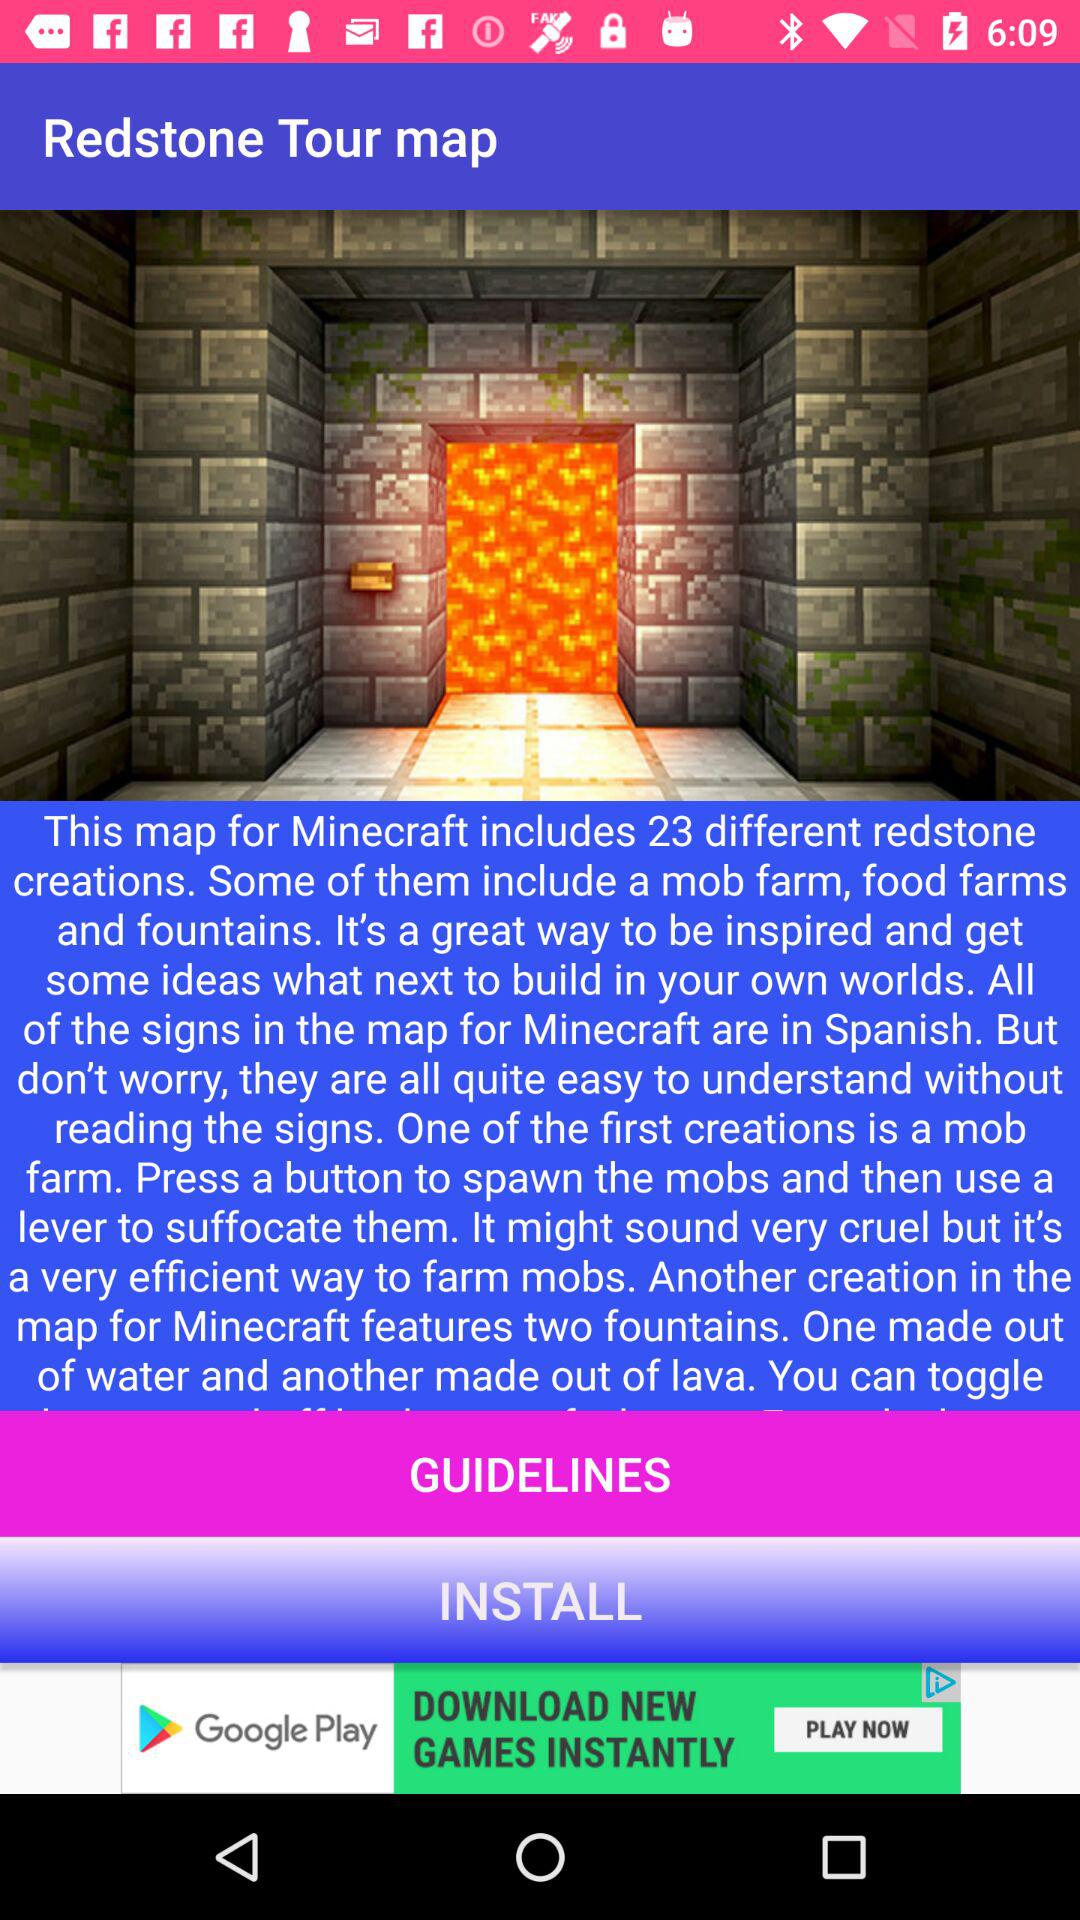 FAKE
6:09
Redstone Tour map
This map for Minecraft includes 23 different redstone
creations. Some of them include a mob farm, food farms
and fountains. It’s a great way to be inspired and get
some ideas what next to build in your own worlds. All
of the signs in the map for Minecraft are in Spanish. But
don’t worry, they are all quite easy to understand without
reading the signs. One of the first creations is a mob
farm. Press a button to spawn the mobs and then use a
lever to suffocate them. It might sound very cruel but it’s
a very efficient way to farm mobs. Another creation in the
map for Minecraft features two fountains. One made out
of water and another made out of lava. You can toggle
GUIDELINES
INSTALL
Google Play
DOWNLOAD NEW
GAMES INSTANTLY
PLAY NOW